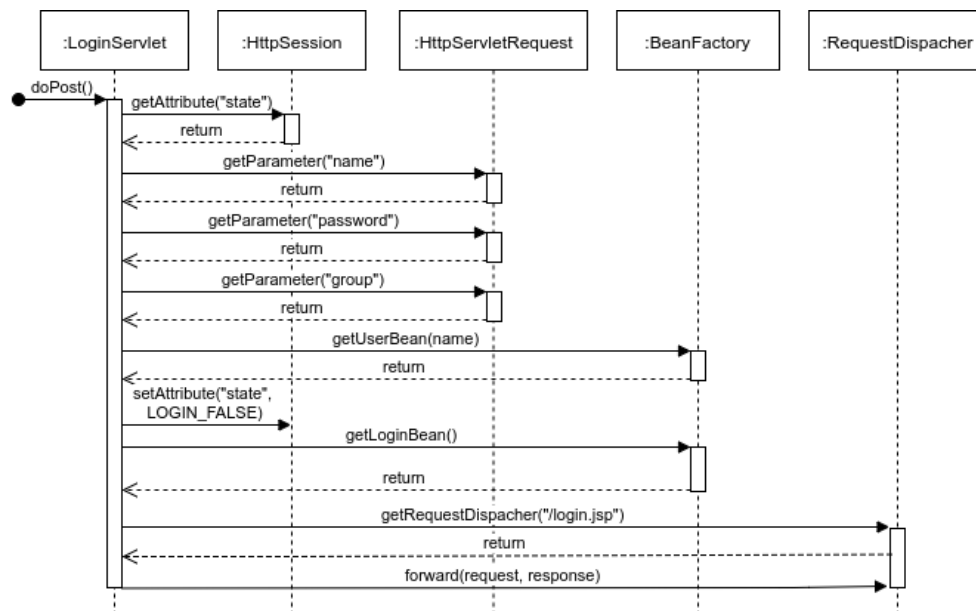 :LoginServlet
:HttpSession
:HttpServletRequest
:BeanFactory
:RequestDispacher
doPost()
getAttribute("state")
return
getParameter("name")
return
getParameter("password")
return
getParameter("group")
return
getUserBean(name)
return
setAttribute("state",
LOGIN_FALSE)
getLoginBean()
return
getRequestDispacher("/login.jsp")
return
forward(request, response)